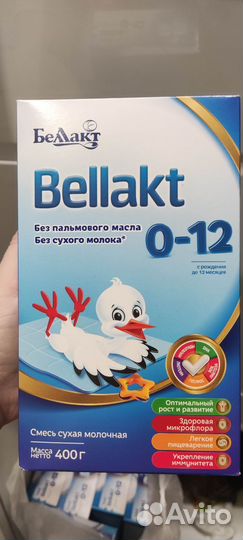 БеЛЛакт
Bellakt
Без пальмового масла
Без сухого молока*
0-12
с рождения
до 12 месяцев
Оптимальный
рост и развитие
Здоровая
микрофлора
Легкое
пищеварение
Укрепление
иммунитета
Смесь сухая молочная
Масса
нетто 400 г
Avito